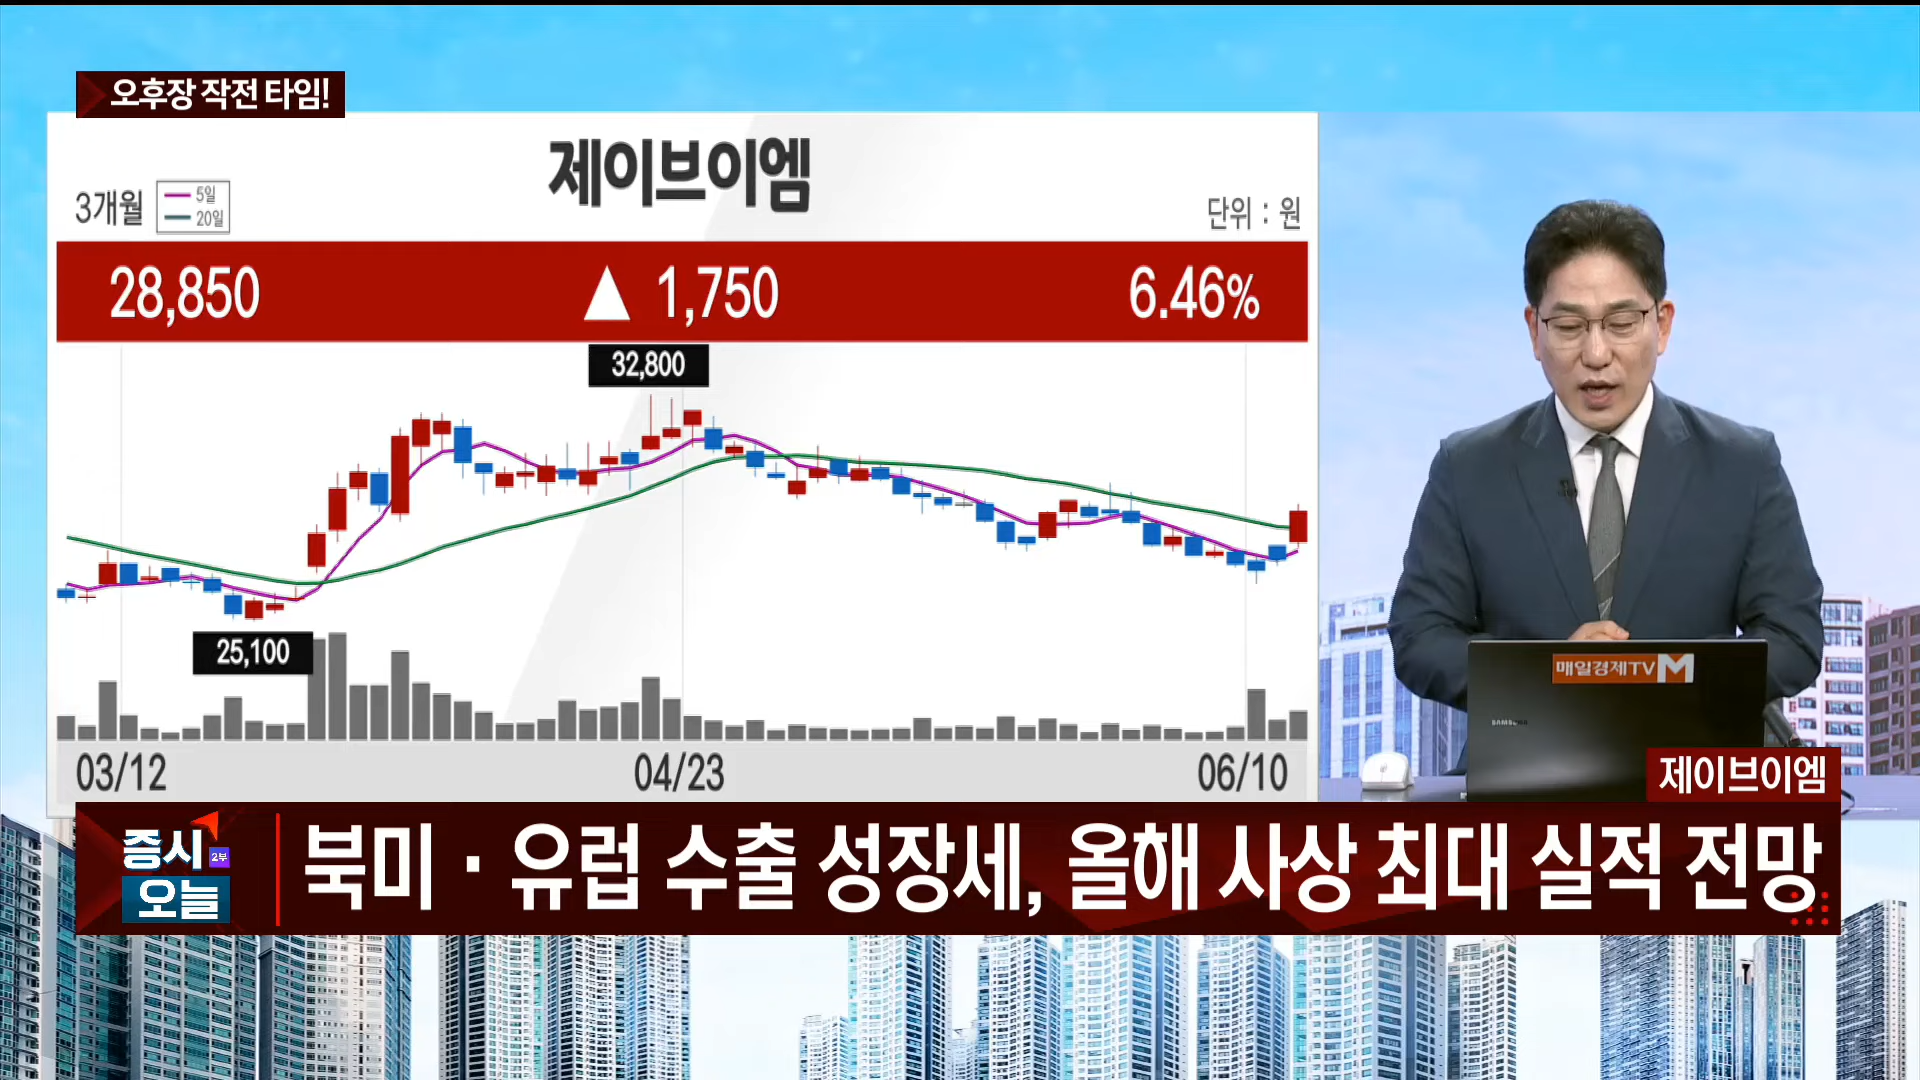 오후장 작전 타임!
제이브이엠
3개월
5일
20일
단위 : 원
28,850 ▲ 1,750 6.46%
32,800
25,100
03/12 04/23 06/10
매일경제TV M
SAMSUNG
제이브이엠
증시 2부
오늘
북미 · 유럽 수출 성장세, 올해 사상 최대 실적 전망